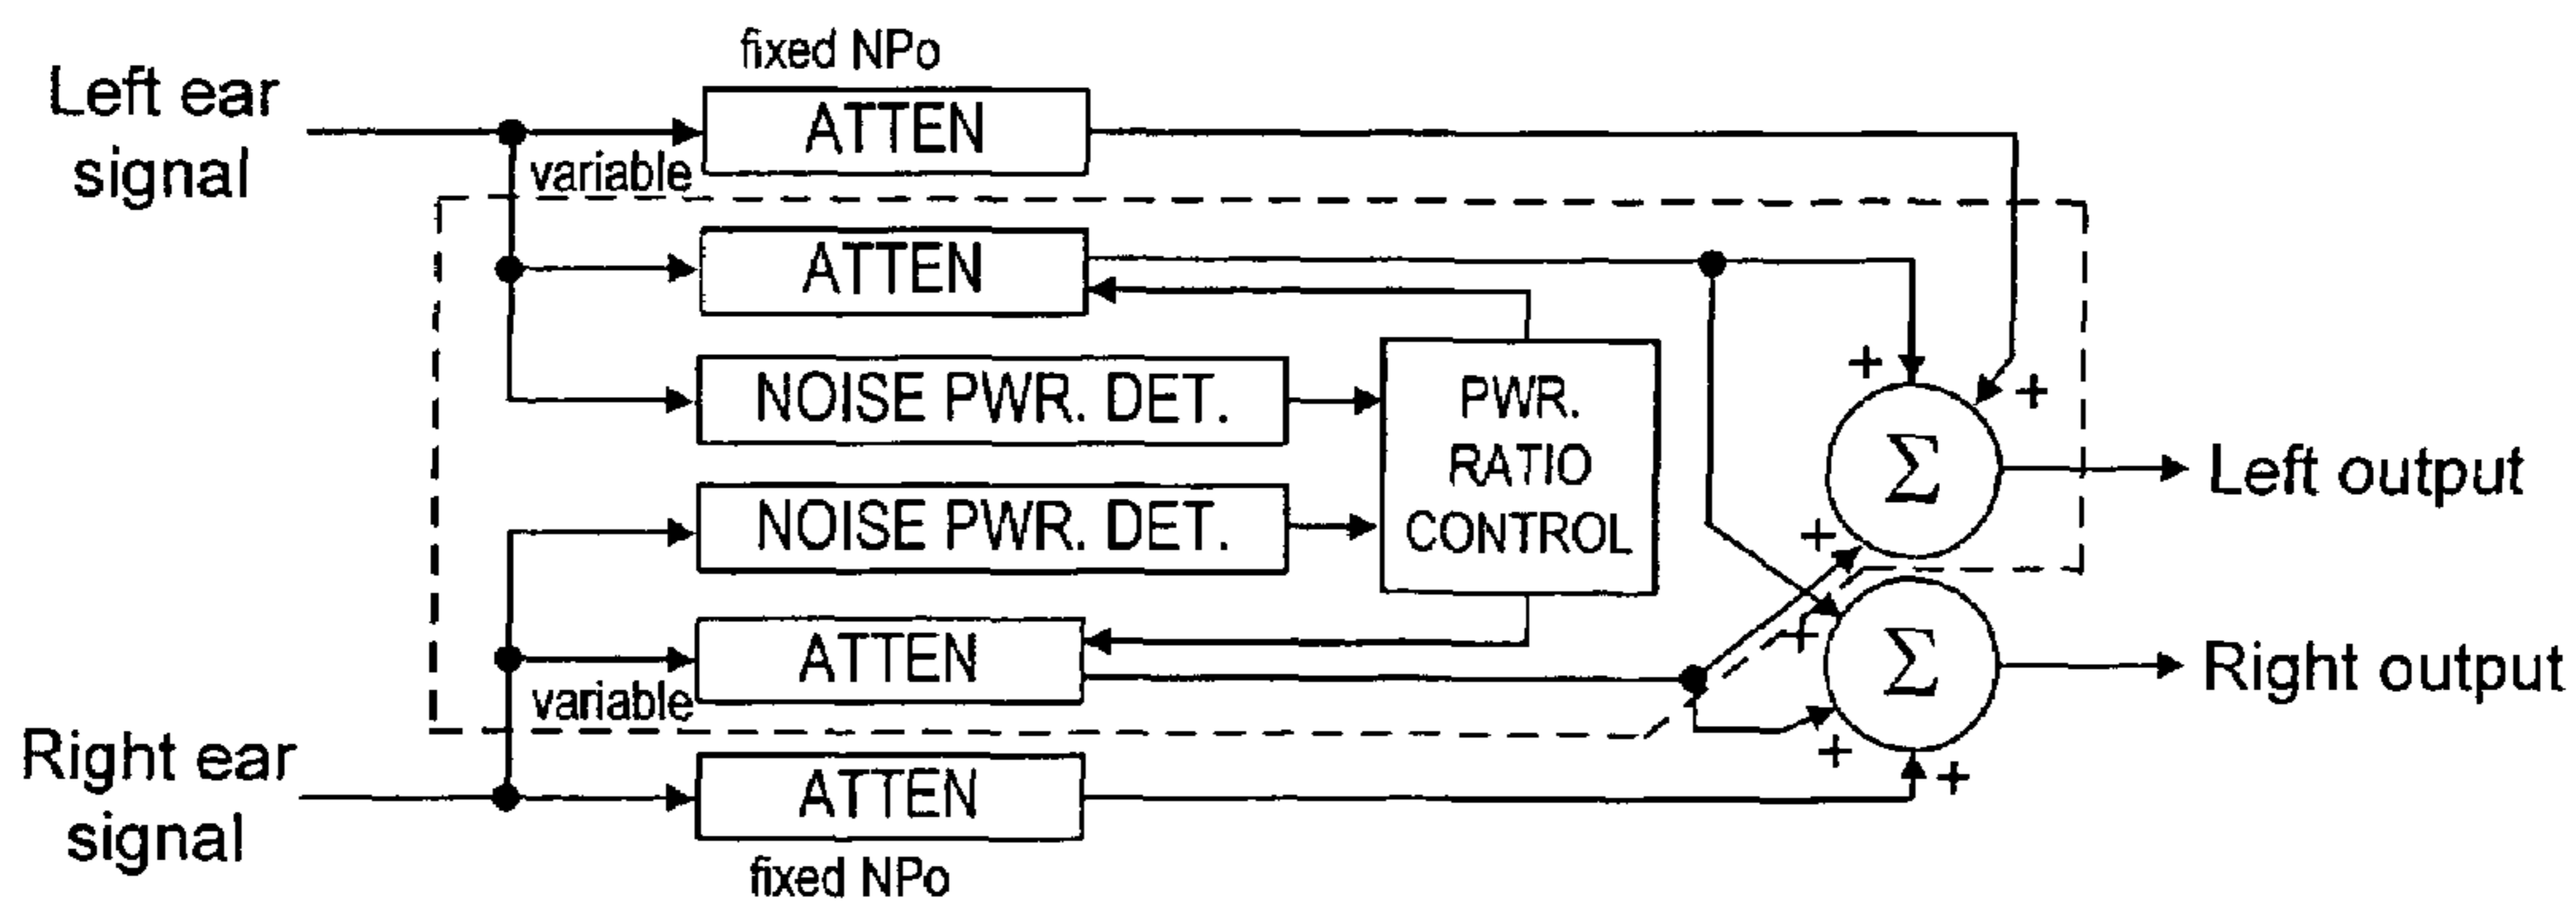 fixed NPo
Left ear
signal
ATTEN
variable
ATTEN
NOISE PWR. DET.
NOISE PWR. DET.
PWR.
RATIO
CONTROL
ATTEN
variable
Right ear
signal
ATTEN
fixed NPo
+
+
+
Σ
Left output
+
+
+
Σ
Right output